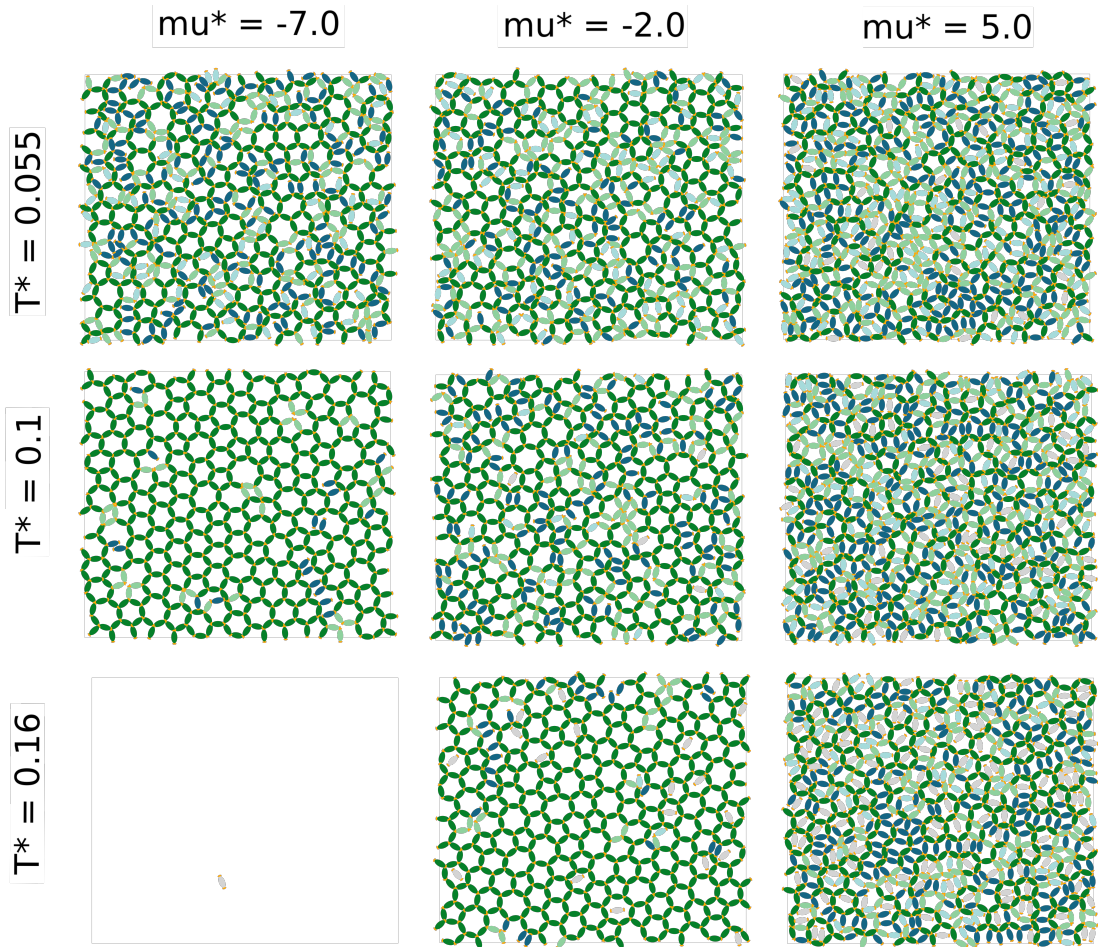 mu* = -7.0
mu* = -2.0
mu* = 5.0
T* = 0.055
T* = 0.1
T* = 0.16